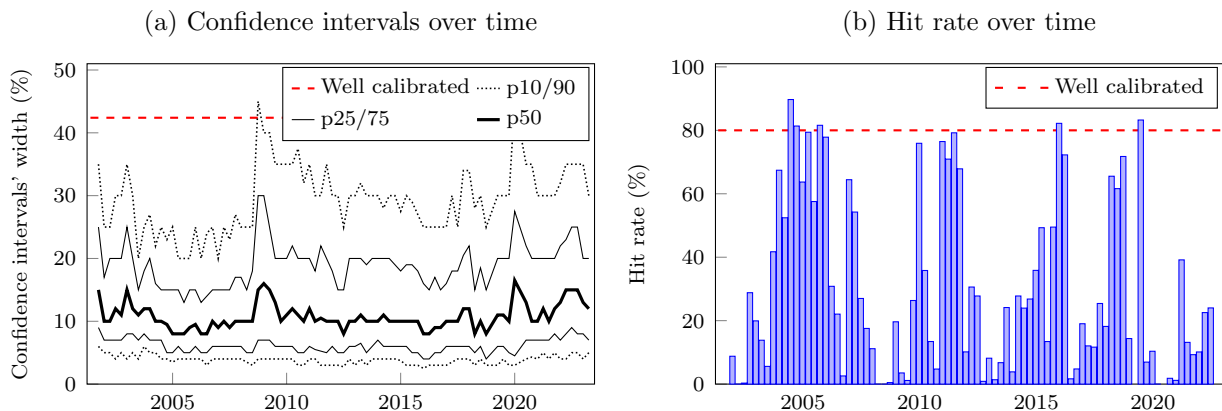 (a) Confidence intervals over time
Confidence intervals' width (%)
50
40
30
20
10
0
2005 2010 2015 2020
Well calibrated p10/90
p25/75 p50
(b) Hit rate over time
Hit rate (%)
100
80
60
40
20
0
2005 2010 2015 2020
Well calibrated